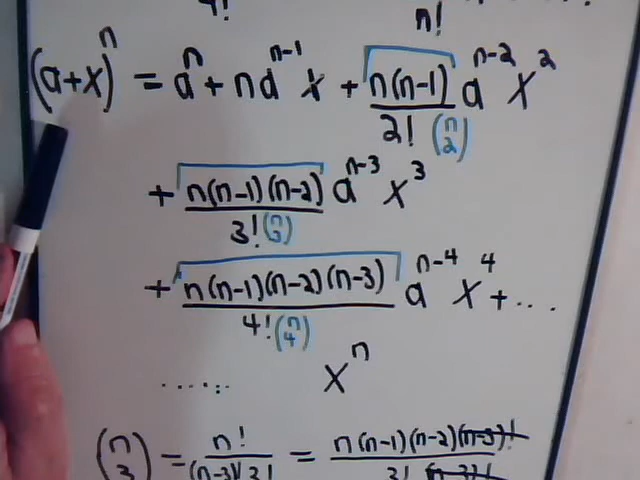 4! n!
(a+x)^n = a^n + na^{n-1}x + n(n-1)/2! (n 2) a^{n-2}x^2
+ n(n-1)(n-2)/3! (n 3) a^{n-3}x^3
+ n(n-1)(n-2)(n-3)/4! (n 4) a^{n-4}x^4 + ...
...... x^n
(n 3) = n!/(n-3)!3! = n(n-1)(n-2)(n-3)!/3!(n-3)!